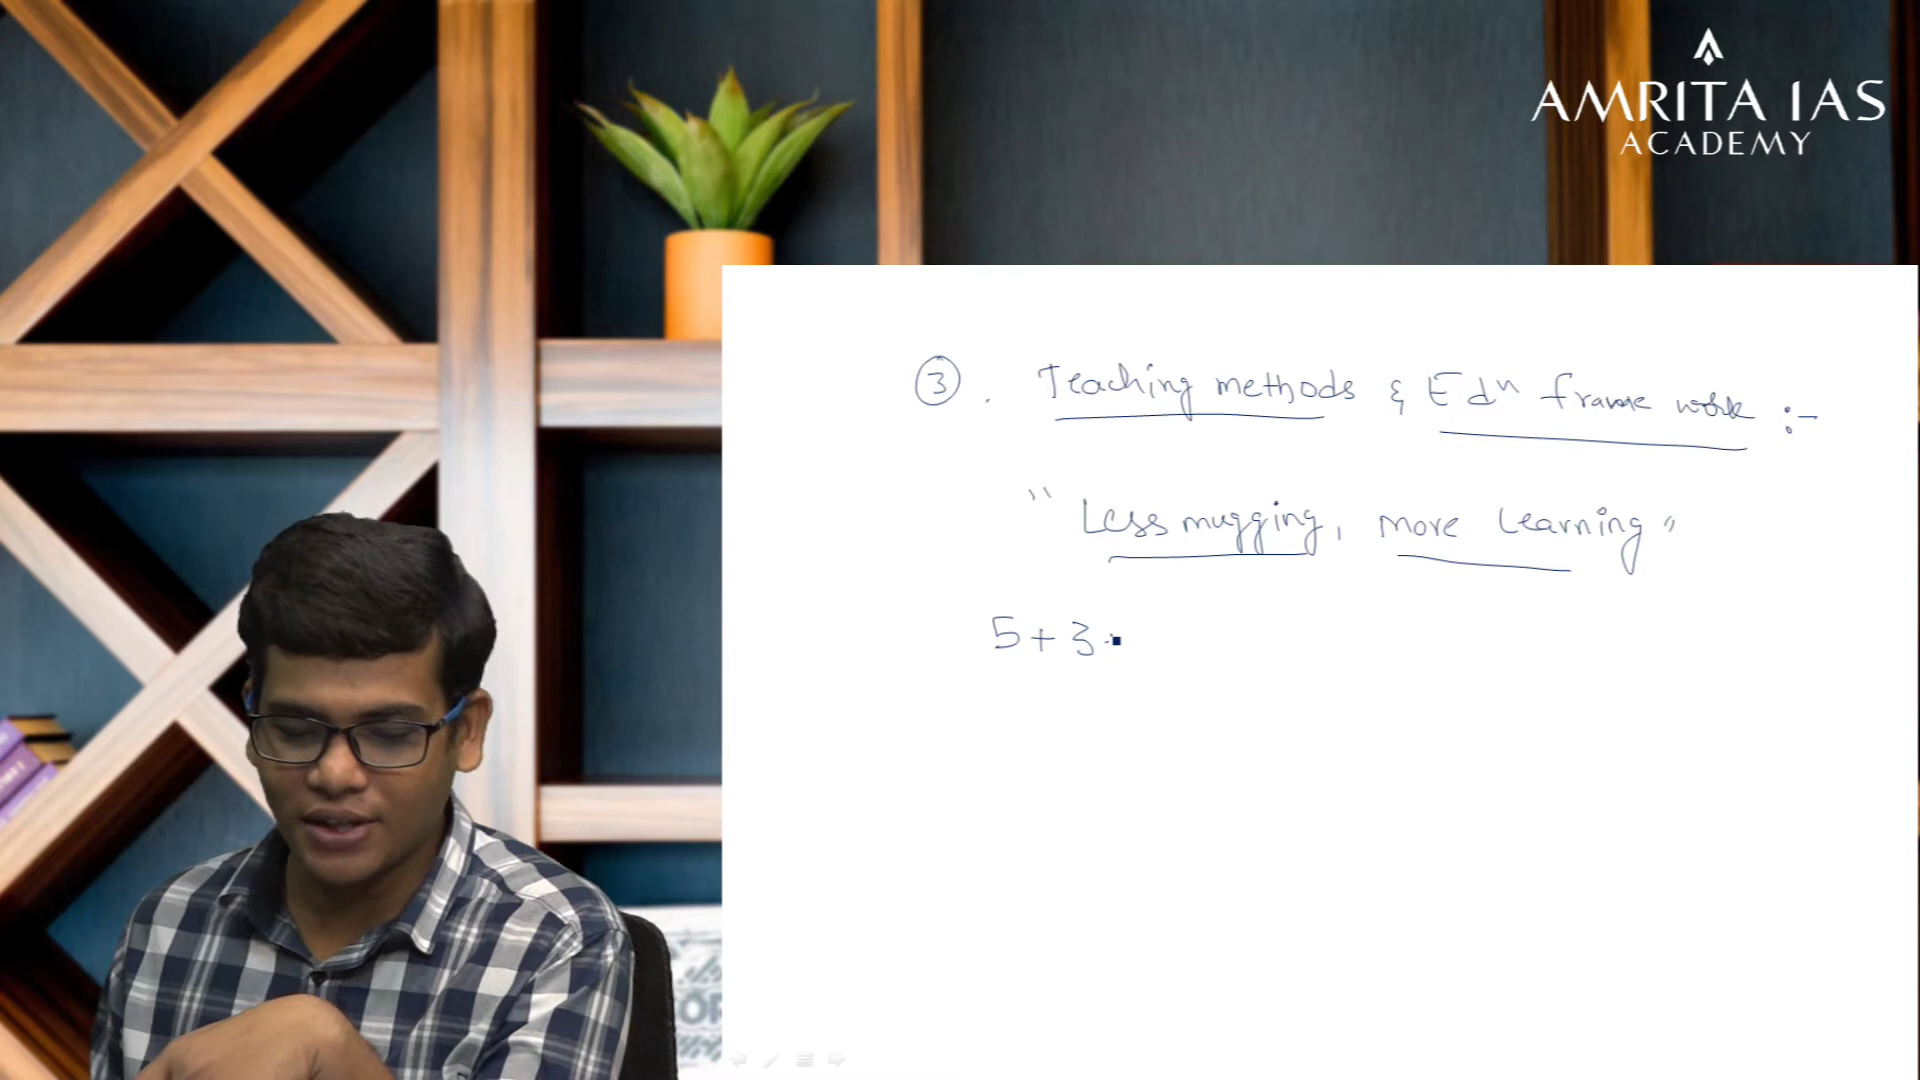 AMRITA IAS
ACADEMY
③. Teaching methods & Edⁿ frame work :-
"Less mugging, more learning"
5+3